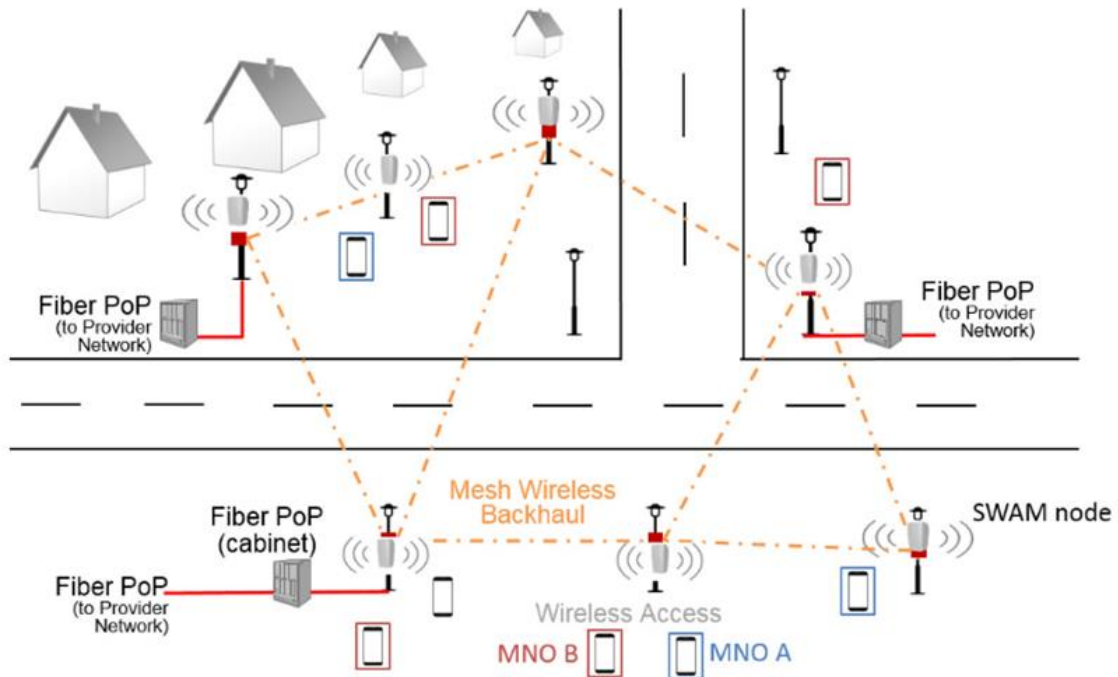 Fiber PoP
(to Provider
Network)
Fiber PoP
(to Provider
Network)
Mesh Wireless
Backhaul
SWAM node
Fiber PoP
(cabinet)
Fiber PoP
(to Provider
Network)
Wireless Access
MNO B
MNO A